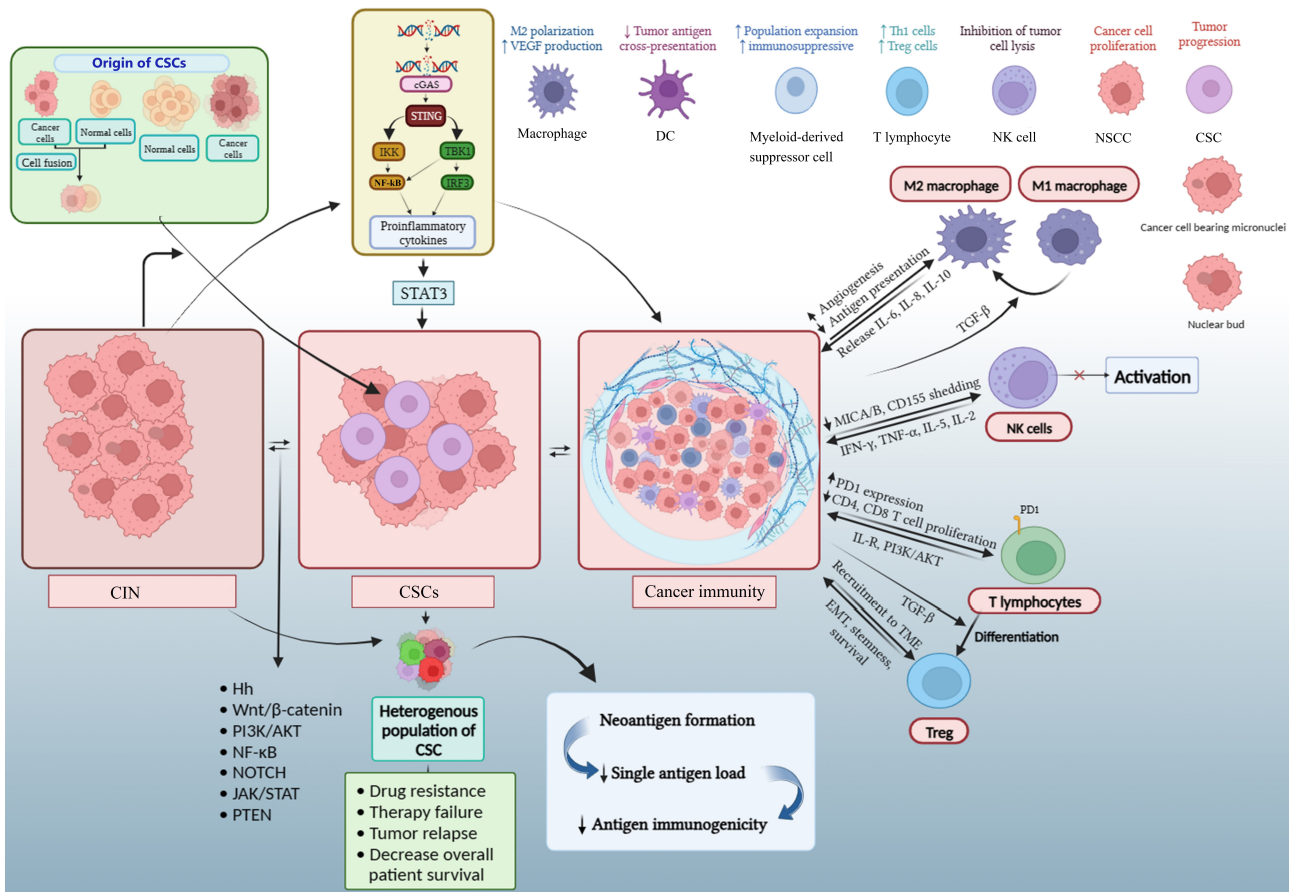 Origin of CSCs
Cancer
cells
Normal cells
Cell fusion
Normal cells
Cancer
cells
cGAS
STING
IKK
TBK1
NF-kB
IRF3
Proinflammatory
cytokines
STAT3
M2 polarization
↑ VEGF production
Macrophage
↓ Tumor antigen
cross-presentation
DC
↑ Population expansion
↑ immunosuppressive
Myeloid-derived
suppressor cell
↑ Th1 cells
↑ Treg cells
T lymphocyte
Inhibition of tumor
cell lysis
NK cell
Cancer cell
proliferation
NSCC
Tumor
progression
CSC
M2 macrophage
M1 macrophage
Cancer cell bearing micronuclei
Nuclear bud
Angiogenesis
Antigen presentation
Release IL-6, IL-8, IL-10
TGF-β
MICA/B, CD155 shedding
IFN-γ, TNF-α, IL-5, IL-2
NK cells
Activation
PD1 expression
CD4, CD8 T cell proliferation
IL-R, PI3K/AKT
PD1
T lymphocytes
TGF-β
Differentiation
Recruitment to TME
EMT, stemness,
survival
Treg
CIN
CSCs
Cancer immunity
• Hh
• Wnt/β-catenin
• PI3K/AKT
• NF-κB
• NOTCH
• JAK/STAT
• PTEN
Heterogenous
population of
CSC
• Drug resistance
• Therapy failure
• Tumor relapse
• Decrease overall
patient survival
Neoantigen formation
↓ Single antigen load
↓ Antigen immunogenicity